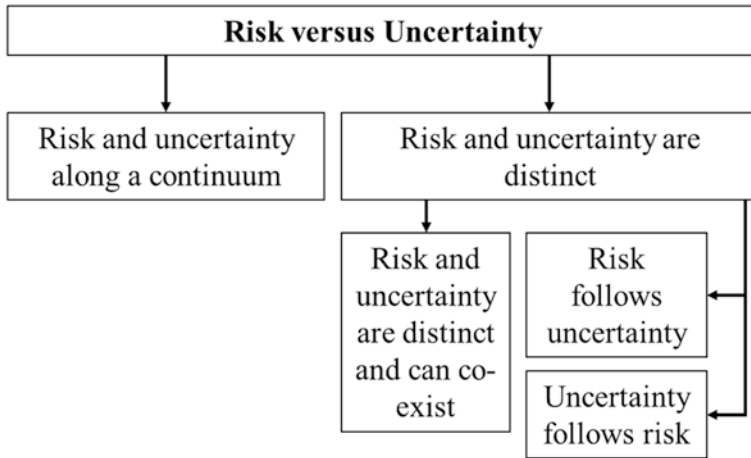 Risk versus Uncertainty
Risk and uncertainty
along a continuum
Risk and uncertainty are
distinct
Risk and
uncertainty
are distinct
and can co-
exist
Risk
follows
uncertainty
Uncertainty
follows risk